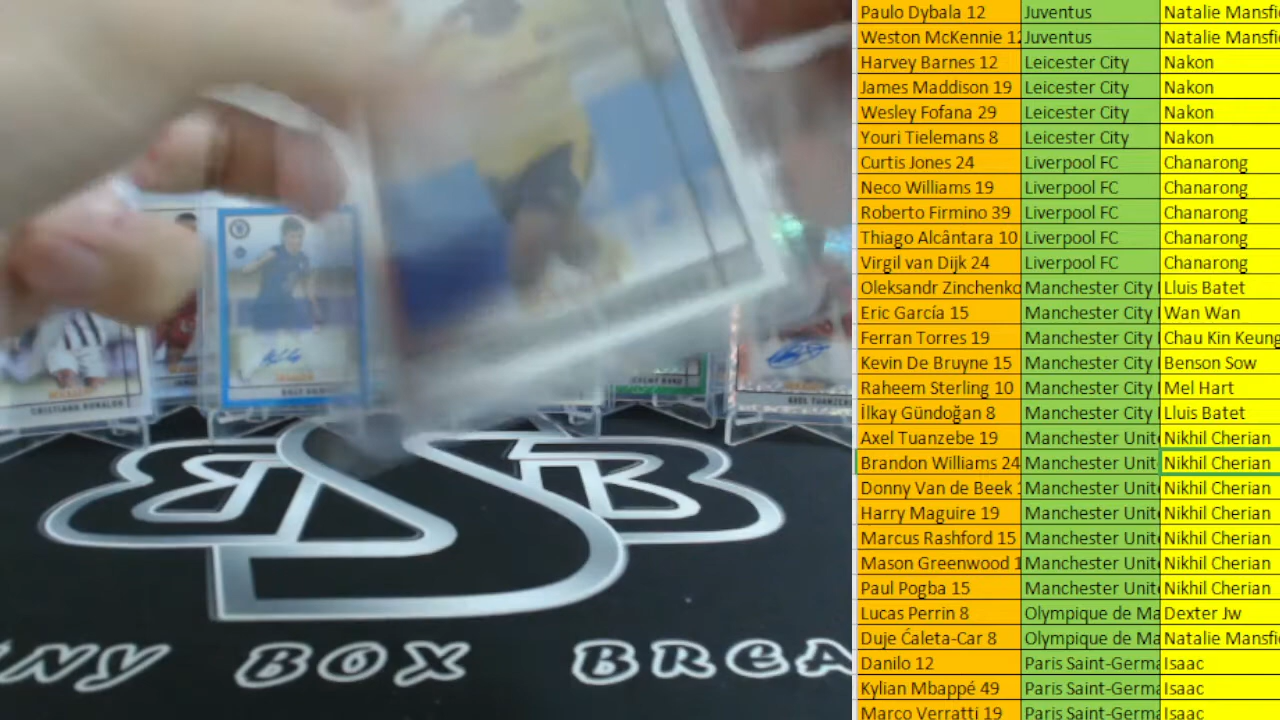 Paulo Dybala 12 Juventus Natalie Mansfi
Weston McKennie 12 Juventus Natalie Mansfi
Harvey Barnes 12 Leicester City Nakon
James Maddison 19 Leicester City Nakon
Wesley Fofana 29 Leicester City Nakon
Youri Tielemans 8 Leicester City Nakon
Curtis Jones 24 Liverpool FC Chanarong
Neco Williams 19 Liverpool FC Chanarong
Roberto Firmino 39 Liverpool FC Chanarong
Thiago Alcântara 10 Liverpool FC Chanarong
Virgil van Dijk 24 Liverpool FC Chanarong
Oleksandr Zinchenko Manchester City Lluis Batet
Eric García 15 Manchester City Wan Wan
Ferran Torres 19 Manchester City Chau Kin Keung
Kevin De Bruyne 15 Manchester City Benson Sow
Raheem Sterling 10 Manchester City Mel Hart
İlkay Gündoğan 8 Manchester City Lluis Batet
Axel Tuanzebe 19 Manchester Unit Nikhil Cherian
Brandon Williams 24 Manchester Unit Nikhil Cherian
Donny Van de Beek 1 Manchester Unit Nikhil Cherian
Harry Maguire 19 Manchester Unit Nikhil Cherian
Marcus Rashford 15 Manchester Unit Nikhil Cherian
Mason Greenwood 1 Manchester Unit Nikhil Cherian
Paul Pogba 15 Manchester Unit Nikhil Cherian
Lucas Perrin 8 Olympique de Ma Dexter Jw
Duje Ćaleta-Car 8 Olympique de Ma Natalie Mansfi
Danilo 12 Paris Saint-Germa Isaac
Kylian Mbappé 49 Paris Saint-Germa Isaac
Marco Verratti 19 Paris Saint-Germa Isaac
CRISTIANO RONALDO
AXEL TUANZEBE
NY BOX BREA